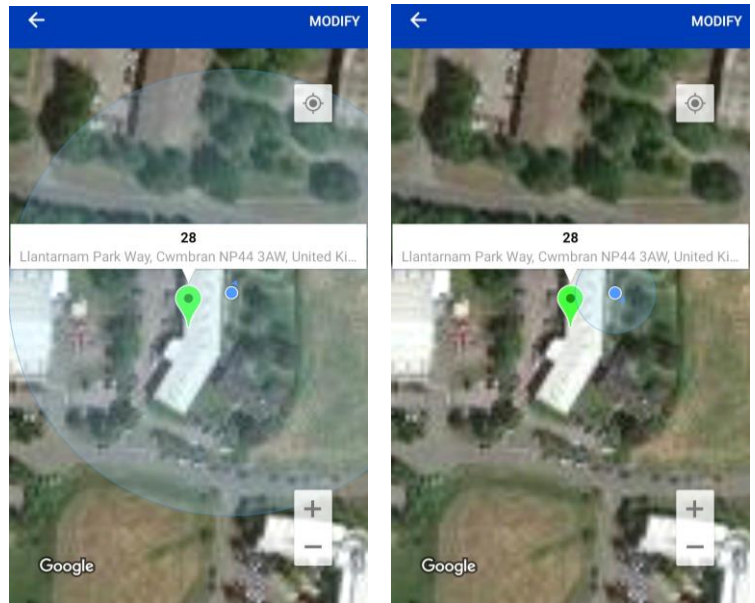 MODIFY
28
Llantarnam Park Way, Cwmbran NP44 3AW, United Ki...
Google
MODIFY
28
Llantarnam Park Way, Cwmbran NP44 3AW, United Ki...
Google